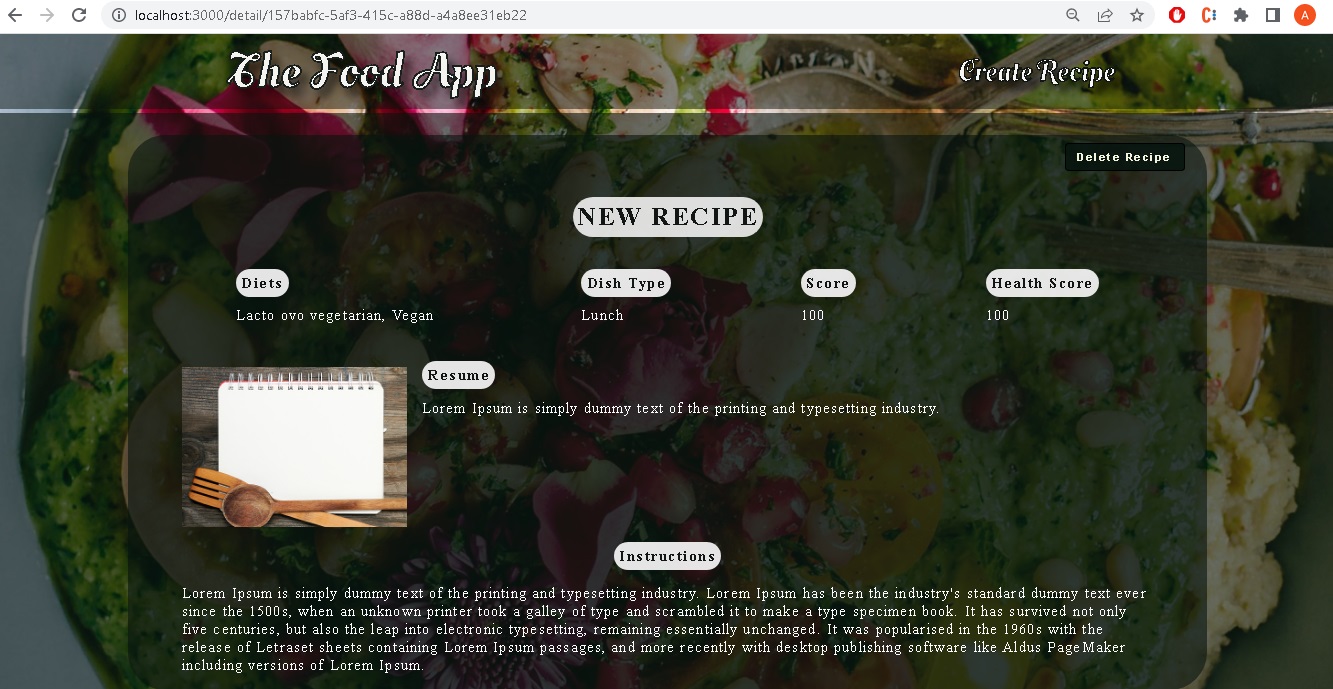 localhost:3000/detail/157babfc-5af3-415c-a88d-a4a8ee31eb22
A
The Food App
Create Recipe
Delete Recipe
NEW RECIPE
Diets
Dish Type
Score
Health Score
Lacto ovo vegetarian, Vegan
Lunch
100
100
Resume
Lorem Ipsum is simply dummy text of the printing and typesetting industry.
Instructions
Lorem Ipsum is simply dummy text of the printing and typesetting industry. Lorem Ipsum has been the industry's standard dummy text ever
since the 1500s, when an unknown printer took a galley of type and scrambled it to make a type specimen book. It has survived not only
five centuries, but also the leap into electronic typesetting, remaining essentially unchanged. It was popularised in the 1960s with the
release of Letraset sheets containing Lorem Ipsum passages, and more recently with desktop publishing software like Aldus PageMaker
including versions of Lorem Ipsum.